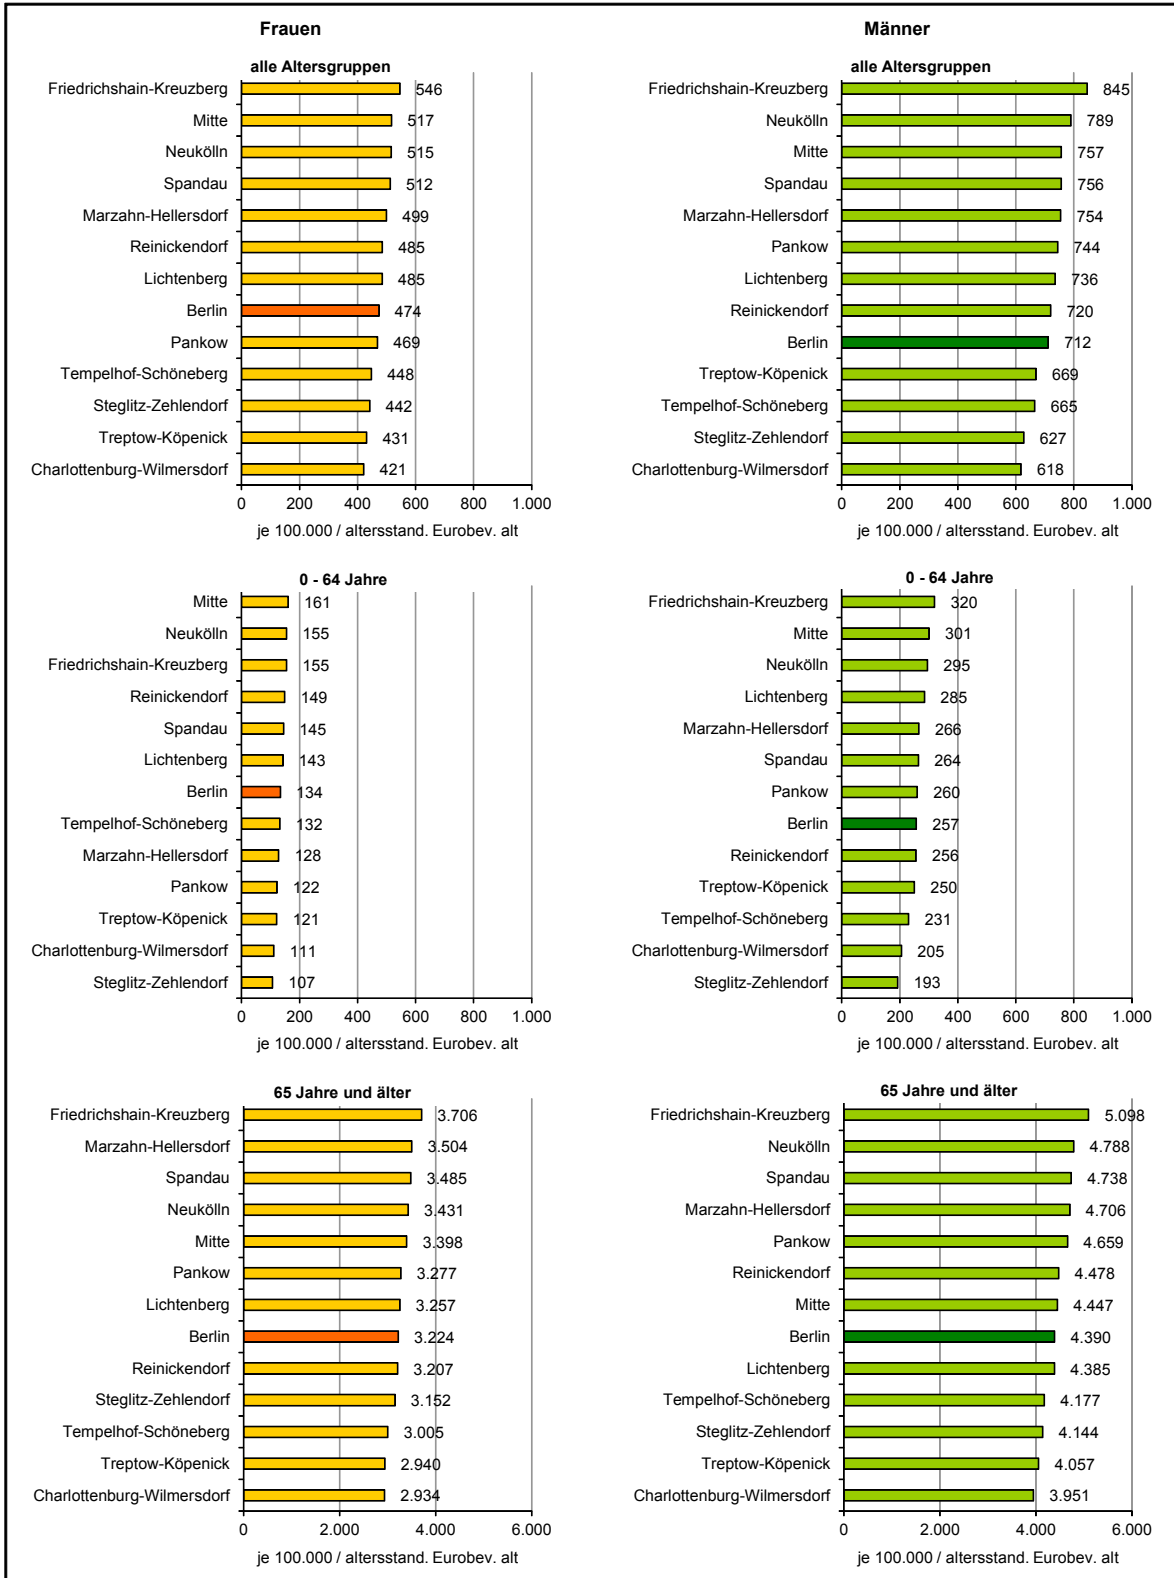 Frauen
alle Altersgruppen
Friedrichshain-Kreuzberg 546
Mitte 517
Neukölln 515
Spandau 512
Marzahn-Hellersdorf 499
Reinickendorf 485
Lichtenberg 485
Berlin 474
Pankow 469
Tempelhof-Schöneberg 448
Steglitz-Zehlendorf 442
Treptow-Köpenick 431
Charlottenburg-Wilmersdorf 421
0 200 400 600 800 1.000
je 100.000 / altersstand. Eurobev. alt
0 - 64 Jahre
Mitte 161
Neukölln 155
Friedrichshain-Kreuzberg 155
Reinickendorf 149
Spandau 145
Lichtenberg 143
Berlin 134
Tempelhof-Schöneberg 132
Marzahn-Hellersdorf 128
Pankow 122
Treptow-Köpenick 121
Charlottenburg-Wilmersdorf 111
Steglitz-Zehlendorf 107
0 200 400 600 800 1.000
je 100.000 / altersstand. Eurobev. alt
65 Jahre und älter
Friedrichshain-Kreuzberg 3.706
Marzahn-Hellersdorf 3.504
Spandau 3.485
Neukölln 3.431
Mitte 3.398
Pankow 3.277
Lichtenberg 3.257
Berlin 3.224
Reinickendorf 3.207
Steglitz-Zehlendorf 3.152
Tempelhof-Schöneberg 3.005
Treptow-Köpenick 2.940
Charlottenburg-Wilmersdorf 2.934
0 2.000 4.000 6.000
je 100.000 / altersstand. Eurobev. alt
Männer
alle Altersgruppen
Friedrichshain-Kreuzberg 845
Neukölln 789
Mitte 757
Spandau 756
Marzahn-Hellersdorf 754
Pankow 744
Lichtenberg 736
Reinickendorf 720
Berlin 712
Treptow-Köpenick 669
Tempelhof-Schöneberg 665
Steglitz-Zehlendorf 627
Charlottenburg-Wilmersdorf 618
0 200 400 600 800 1.000
je 100.000 / altersstand. Eurobev. alt
0 - 64 Jahre
Friedrichshain-Kreuzberg 320
Mitte 301
Neukölln 295
Lichtenberg 285
Marzahn-Hellersdorf 266
Spandau 264
Pankow 260
Berlin 257
Reinickendorf 256
Treptow-Köpenick 250
Tempelhof-Schöneberg 231
Charlottenburg-Wilmersdorf 205
Steglitz-Zehlendorf 193
0 200 400 600 800 1.000
je 100.000 / altersstand. Eurobev. alt
65 Jahre und älter
Friedrichshain-Kreuzberg 5.098
Neukölln 4.788
Spandau 4.738
Marzahn-Hellersdorf 4.706
Pankow 4.659
Reinickendorf 4.478
Mitte 4.447
Berlin 4.390
Lichtenberg 4.385
Tempelhof-Schöneberg 4.177
Steglitz-Zehlendorf 4.144
Treptow-Köpenick 4.057
Charlottenburg-Wilmersdorf 3.951
0 2.000 4.000 6.000
je 100.000 / altersstand. Eurobev. alt